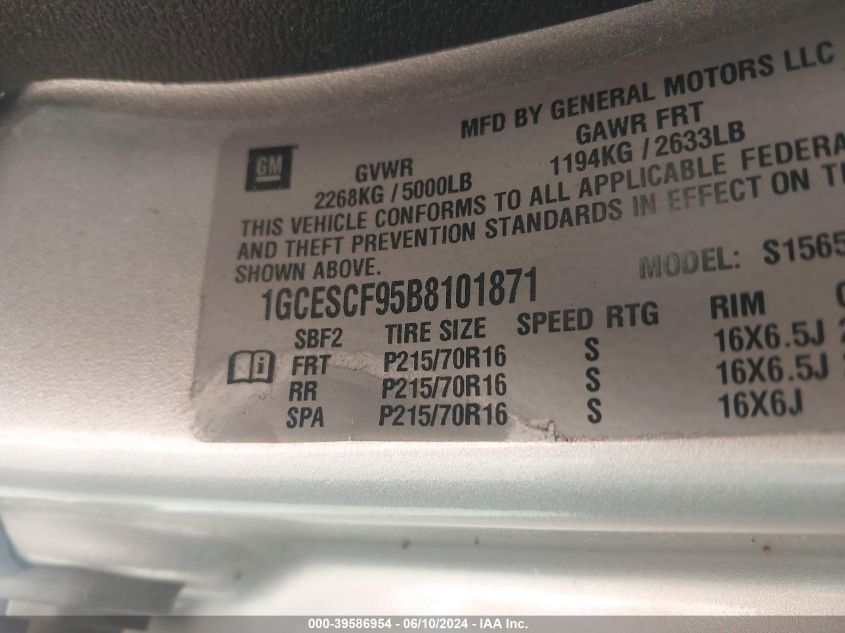 MFD BY GENERAL MOTORS LLC
GM GVWR GAWR FRT
2268KG / 5000LB 1194KG / 2633LB
THIS VEHICLE CONFORMS TO ALL APPLICABLE FEDERA
AND THEFT PREVENTION STANDARDS IN EFFECT ON T
SHOWN ABOVE.
1GCESCF95B8101871 MODEL: S1565
SBF2 TIRE SIZE SPEED RTG RIM
FRT P215/70R16 S 16X6.5J
RR P215/70R16 S 16X6.5J
SPA P215/70R16 S 16X6J
000-39586954 - 06/10/2024 - IAA Inc.